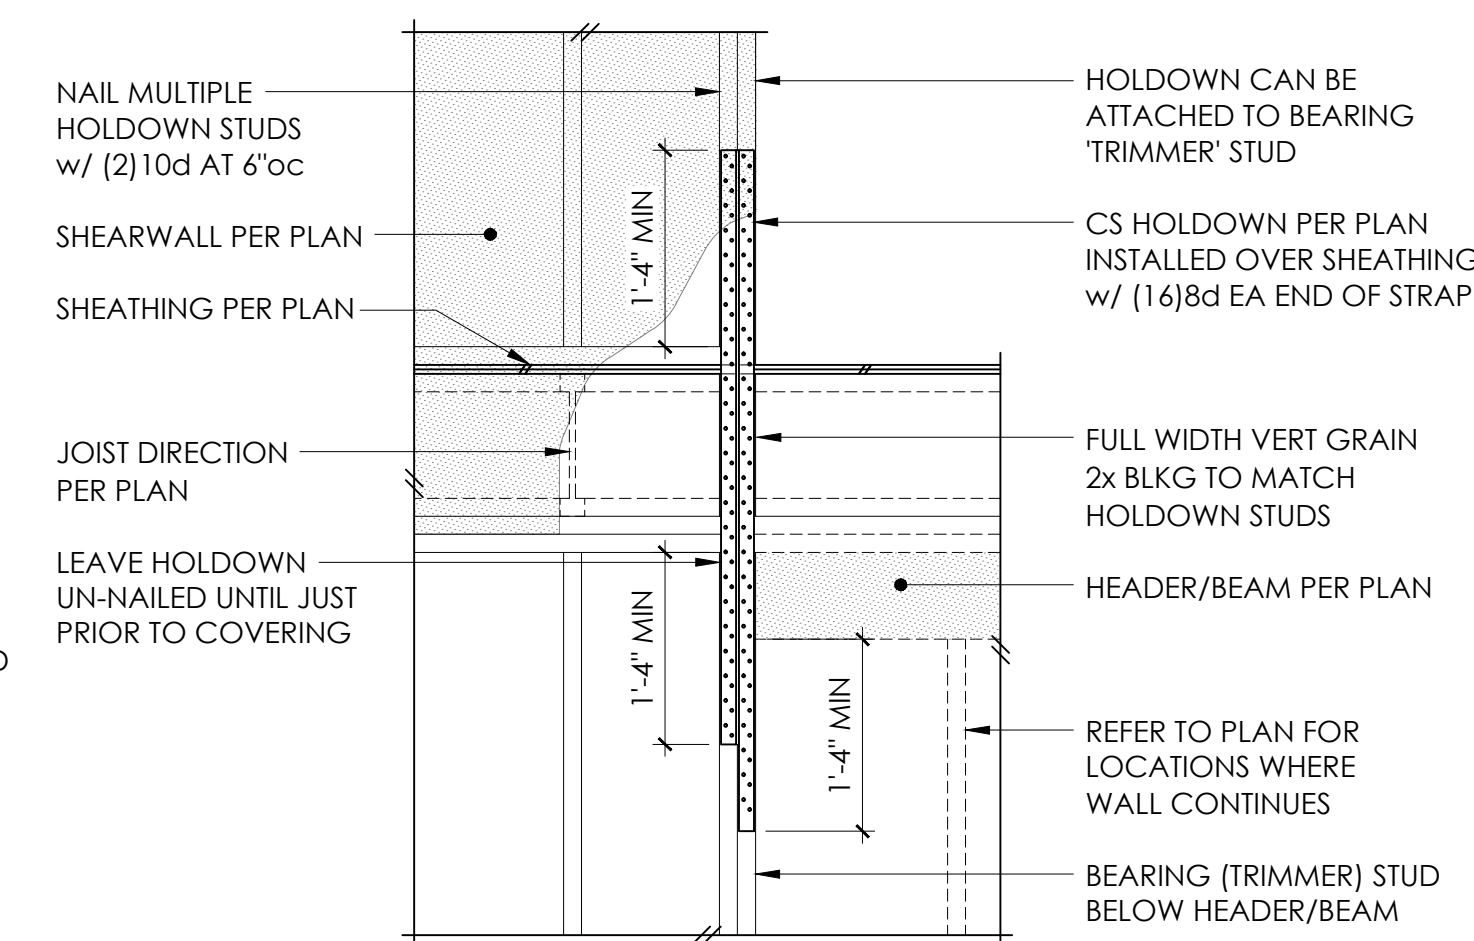 NAIL MULTIPLE
HOLDOWN STUDS
w/ (2)10d AT 6"oc
SHEARWALL PER PLAN
SHEATHING PER PLAN
JOIST DIRECTION
PER PLAN
LEAVE HOLDOWN
UN-NAILED UNTIL JUST
PRIOR TO COVERING
1'-4" MIN
1'-4" MIN
1'-4" MIN
HOLDOWN CAN BE
ATTACHED TO BEARING
'TRIMMER' STUD
CS HOLDOWN PER PLAN
INSTALLED OVER SHEATHING
w/ (16)8d EA END OF STRAP
FULL WIDTH VERT GRAIN
2x BLKG TO MATCH
HOLDOWN STUDS
HEADER/BEAM PER PLAN
REFER TO PLAN FOR
LOCATIONS WHERE
WALL CONTINUES
BEARING (TRIMMER) STUD
BELOW HEADER/BEAM